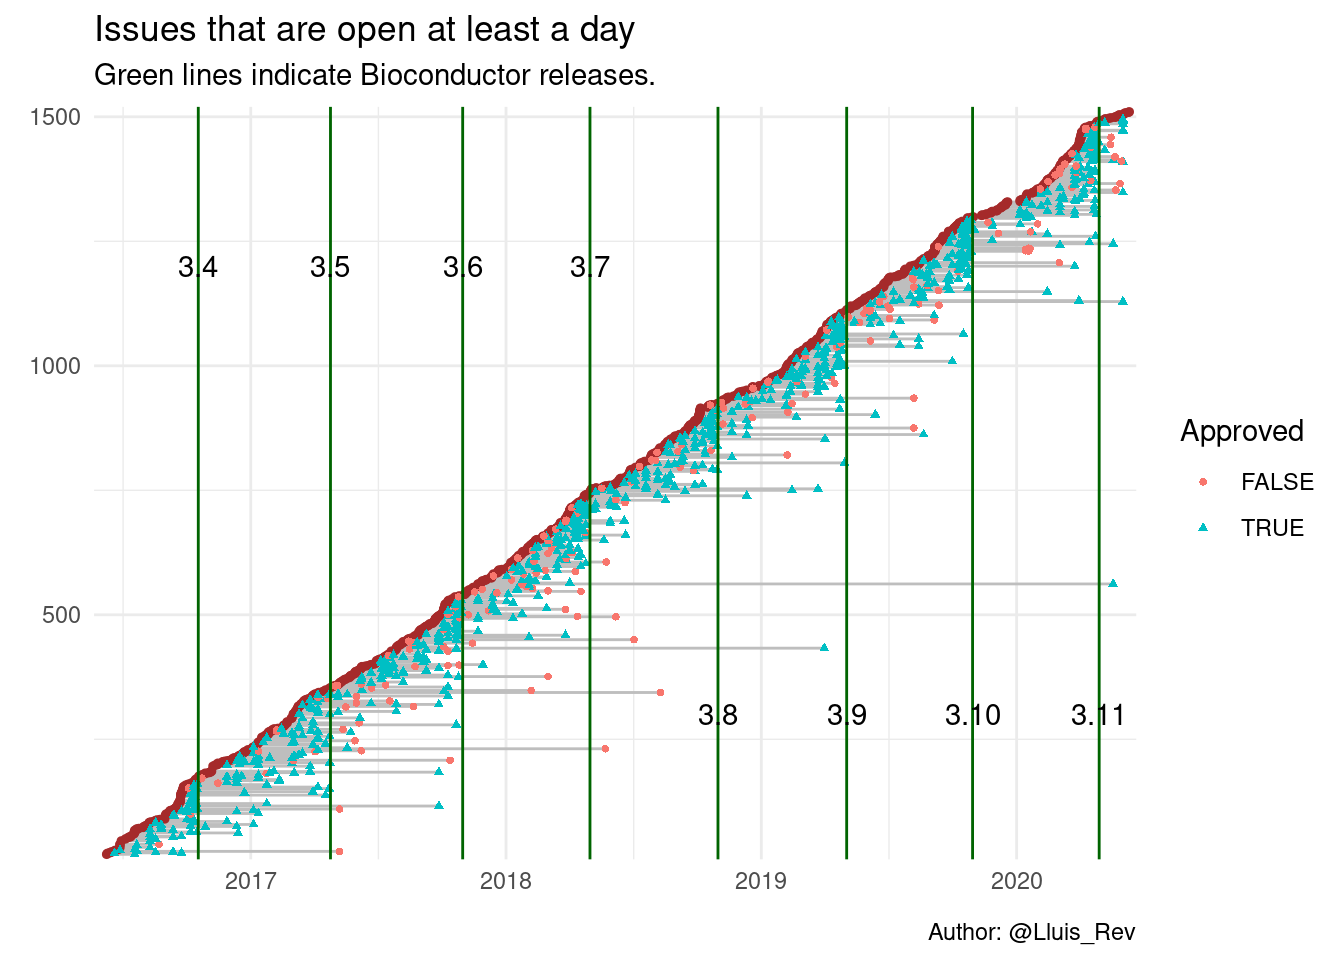 Issues that are open at least a day
Green lines indicate Bioconductor releases.
1500
1000
500
3.4
3.5
3.6
3.7
3.8
3.9
3.10
3.11
2017
2018
2019
2020
Approved
FALSE
TRUE
Author: @Lluis_Rev